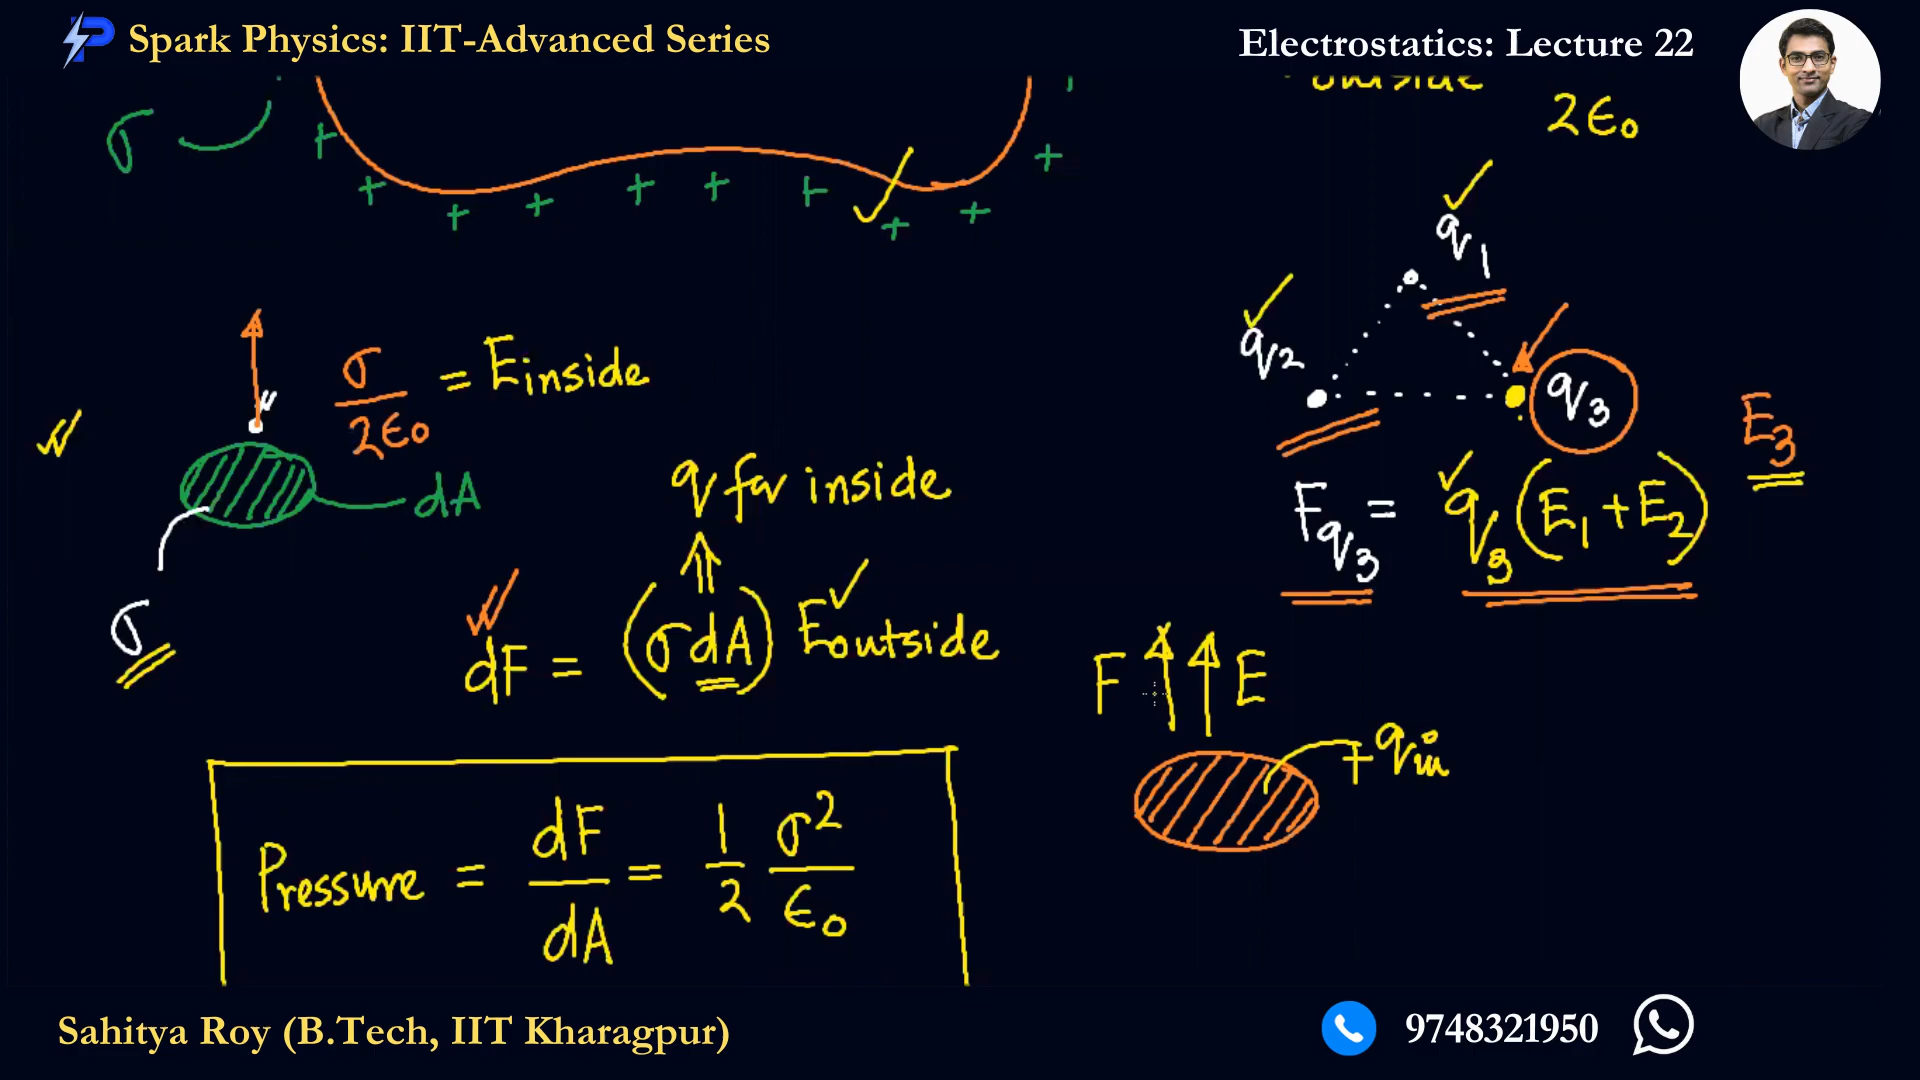 Spark Physics: IIT-Advanced Series
Electrostatics: Lecture 22
outside
2ϵ₀
σ
+ + + + + + + + + +
q₁
q₂
q₃
E₃
σ/2ϵ₀ = Einside
dA
σ
q for inside
dF = (σdA) Eoutside
F_q₃ = q₃(E₁ + E₂)
F E
+qin
Pressure = dF/dA = 1/2 σ²/ϵ₀
Sahitya Roy (B.Tech, IIT Kharagpur)
9748321950